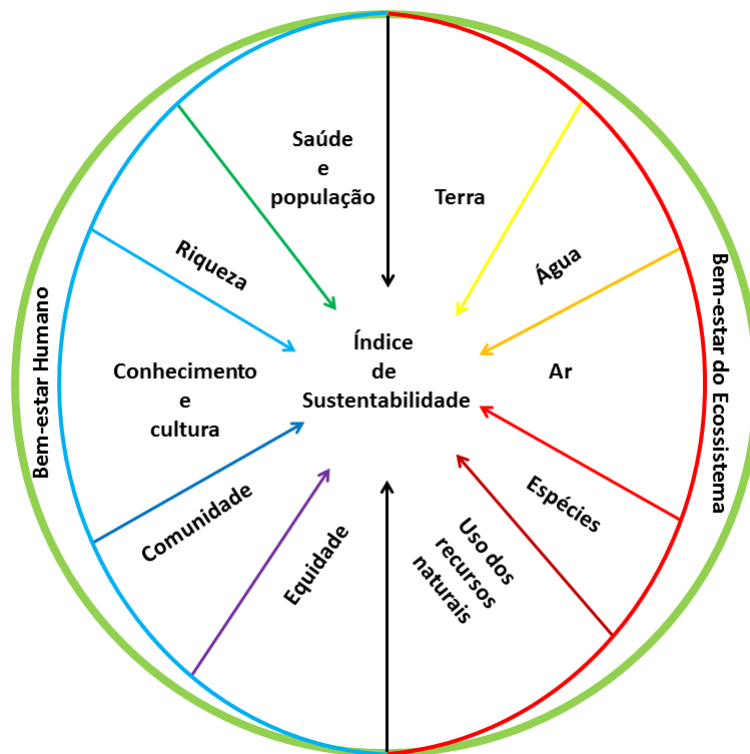 Saúde
e
população
Terra
Riqueza
Água
Bem-estar Humano
Bem-estar do Ecossistema
Índice
de
Sustentabilidade
Conhecimento
e
cultura
Ar
Comunidade
Espécies
Equidade
Uso dos
recursos
naturais